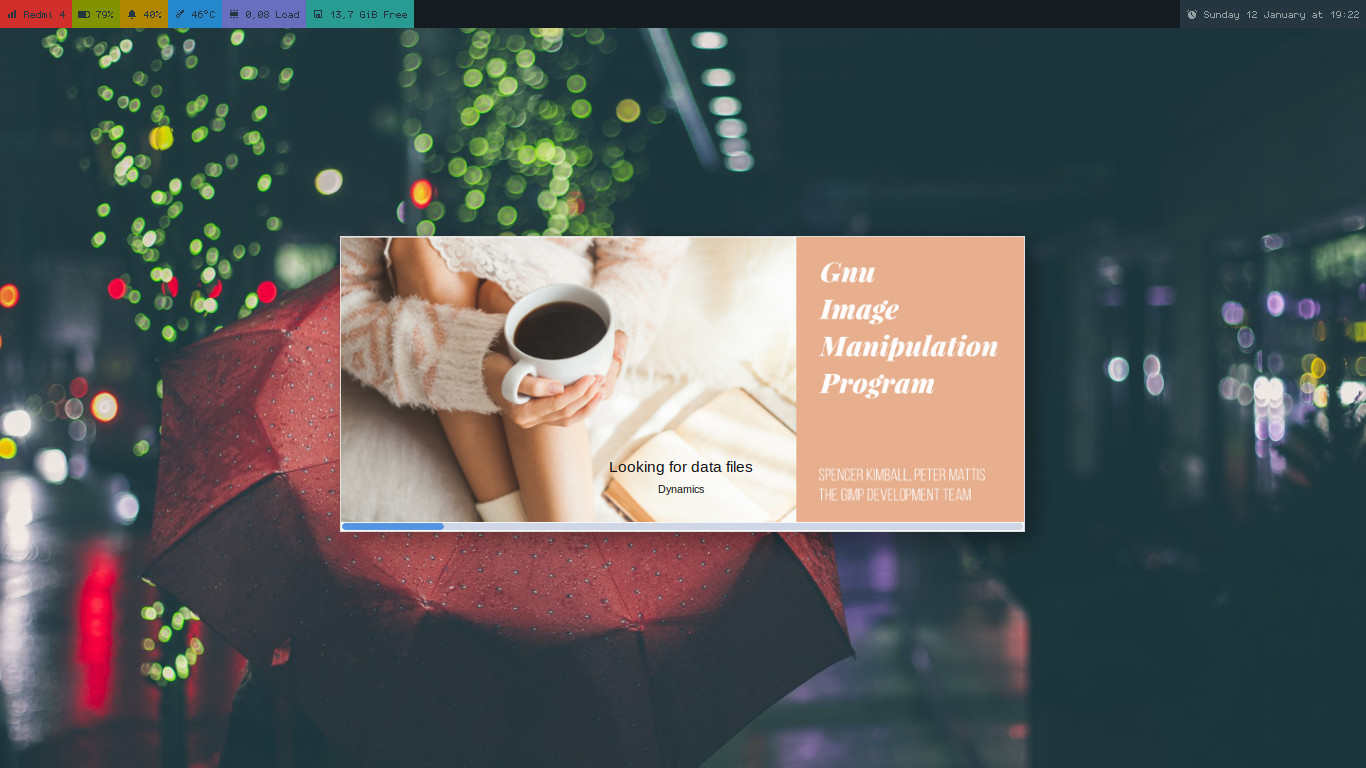 Redmi 4 79% 40% 46°C 0,08 Load 13,7 GiB Free Sunday 12 January at 19:22
Gnu
Image
Manipulation
Program
Looking for data files
Dynamics
SPENCER KIMBALL, PETER MATTIS
THE GIMP DEVELOPMENT TEAM